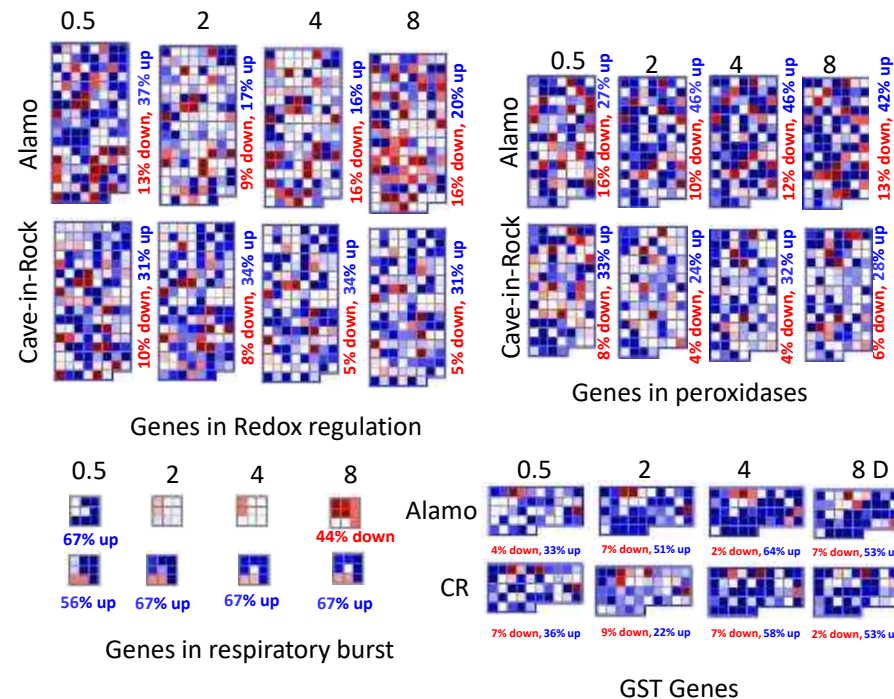 0.5 2 4 8
Alamo
13% down, 37% up
9% down, 17% up
16% down, 16% up
16% down, 20% up
Cave-in-Rock
10% down, 31% up
8% down, 34% up
5% down, 34% up
5% down, 31% up
Genes in Redox regulation
0.5 2 4 8
Alamo
16% down, 27% up
10% down, 46% up
12% down, 46% up
13% down, 42% up
Cave-in-Rock
8% down, 33% up
4% down, 24% up
4% down, 32% up
6% down, 28% up
Genes in peroxidases
0.5 2 4 8
67% up 44% down
56% up 67% up 67% up 67% up
Genes in respiratory burst
0.5 2 4 8 D
Alamo
4% down, 33% up 7% down, 51% up 2% down, 64% up 7% down, 53% up
CR
7% down, 36% up 9% down, 22% up 7% down, 58% up 2% down, 53% up
GST Genes